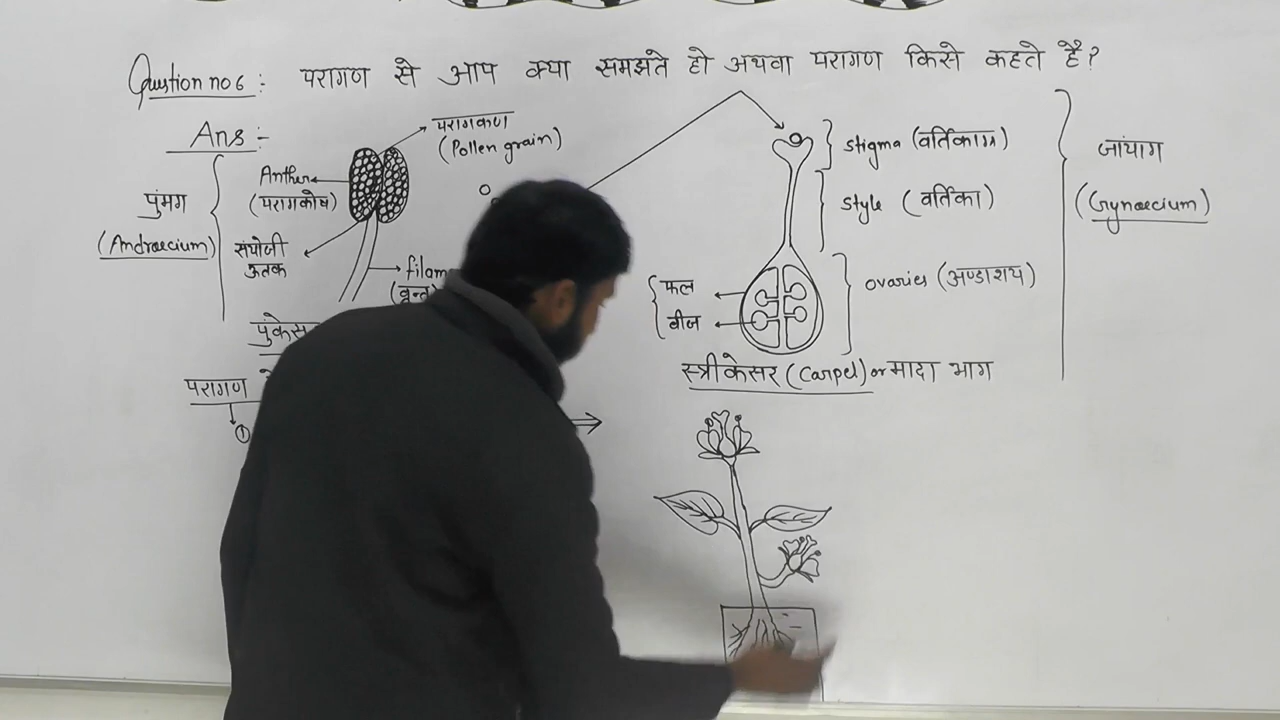 Question no 6 : परागण से आप क्या समझते हो अथवा परागण किसे कहते है ?
Ans :-
परागकण
(Pollen grain)
Anther
(परागकोष)
पुंमग
(Andraecium)
संयोजी
ऊतक
filam
(वृन्त)
पुंकेस
परागण
①
stigma (वर्तिकाग्र)
style (वर्तिका)
ovaries (अण्डाशय)
फल
बीज
जांयाग
(Gynaecium)
स्त्रीकेसर (Carpel) or मादा भाग